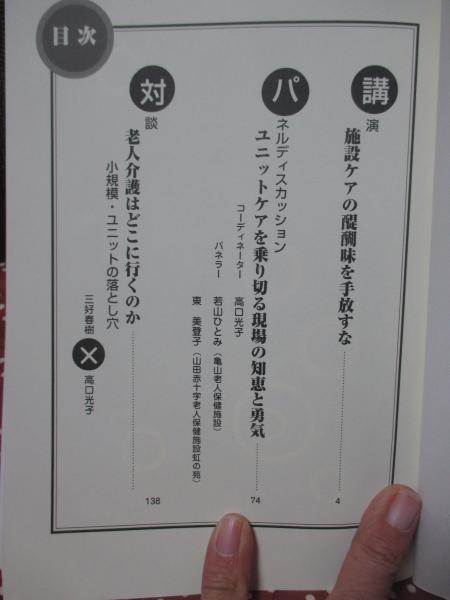 目次
講演
施設ケアの醍醐味を手放すな
4
パネルディスカッション
ユニットケアを乗り切る現場の知恵と勇気
74
コーディネーター 高口光子
パネラー 若山ひとみ（亀山老人保健施設）
東 美登子（山田赤十字老人保健施設虹の苑）
対談
老人介護はどこに行くのか
138
小規模・ユニットの落とし穴
三好春樹×高口光子